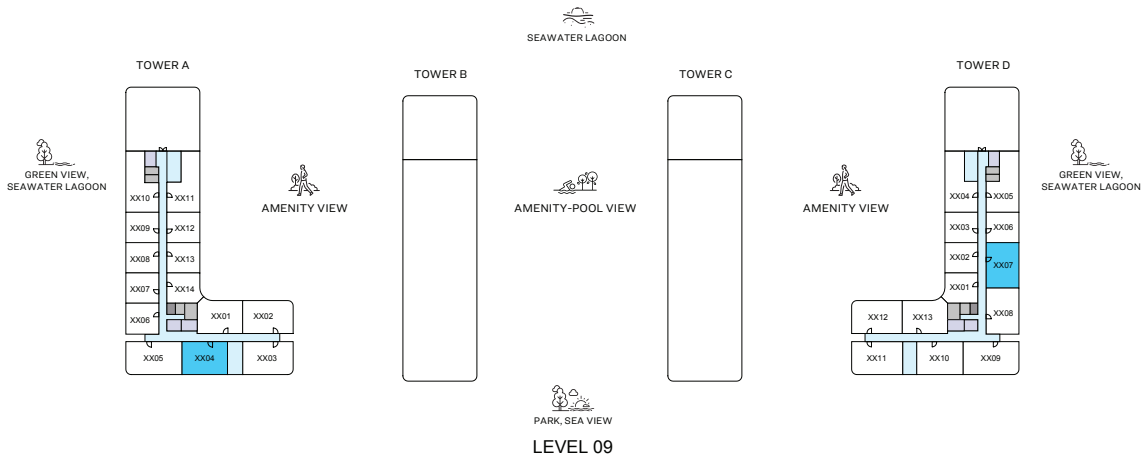 SEAWATER LAGOON
TOWER A
TOWER B
TOWER C
TOWER D
GREEN VIEW,
SEAWATER LAGOON
AMENITY VIEW
AMENITY-POOL VIEW
AMENITY VIEW
GREEN VIEW,
SEAWATER LAGOON
XX10 XX11
XX09 XX12
XX08 XX13
XX07 XX14
XX06 XX01 XX02
XX05 XX04 XX03
XX04 XX05
XX03 XX06
XX02 XX07
XX01
XX12 XX13 XX08
XX11 XX10 XX09
PARK, SEA VIEW
LEVEL 09